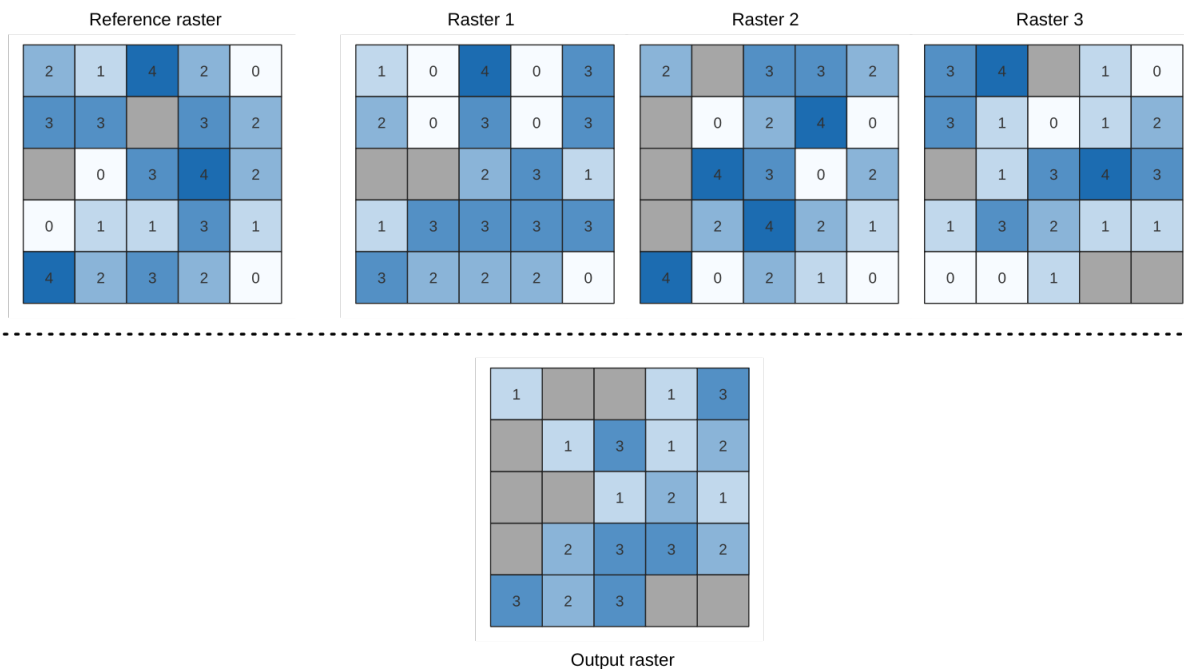 Reference raster Raster 1 Raster 2 Raster 3
2 1 4 2 0 1 0 4 0 3 2 3 3 2 3 4 1 0
3 3 3 2 2 0 3 0 3 0 2 4 0 3 1 0 1 2
0 3 4 2 2 3 1 4 3 0 2 1 3 4 3
0 1 1 3 1 1 3 3 3 3 2 4 2 1 1 3 2 1 1
4 2 3 2 0 3 2 2 2 0 4 0 2 1 0 0 0 1
1 1 3
1 3 1 2
1 2 1
2 3 3 2
3 2 3
Output raster